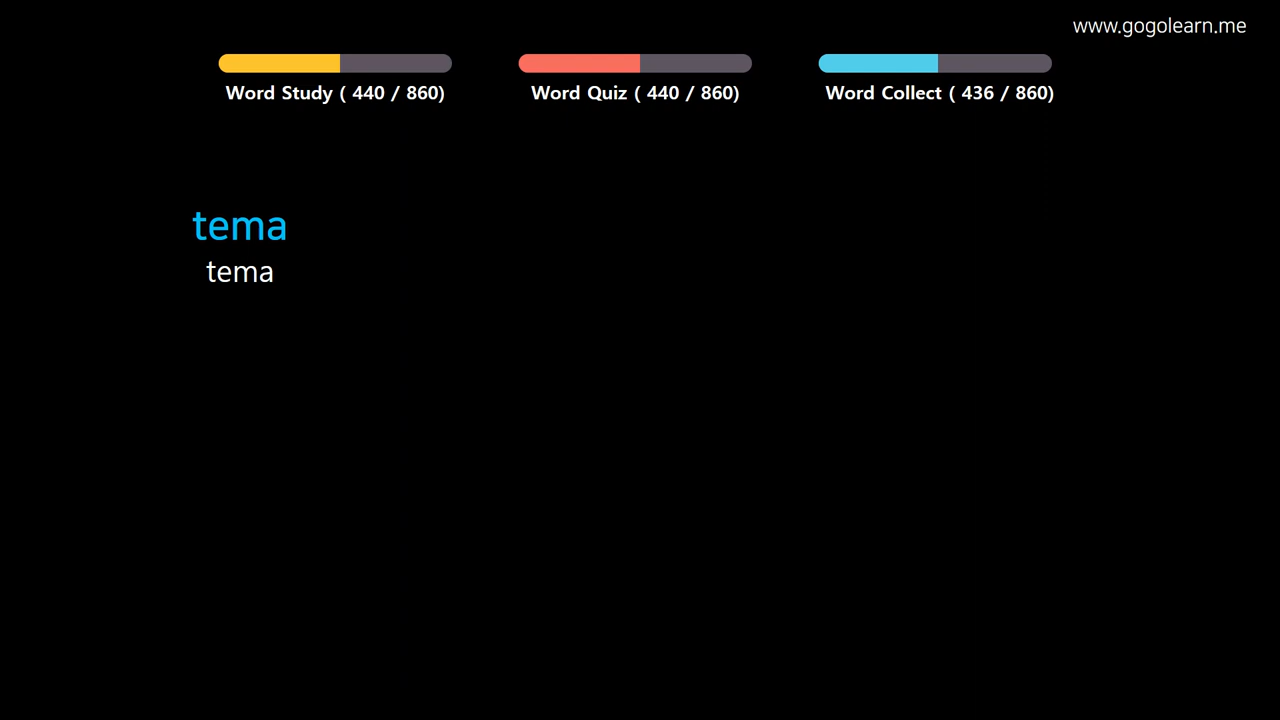 www.gogolearn.me
Word Study ( 440 / 860)
Word Quiz ( 440 / 860)
Word Collect ( 436 / 860)
tema
tema